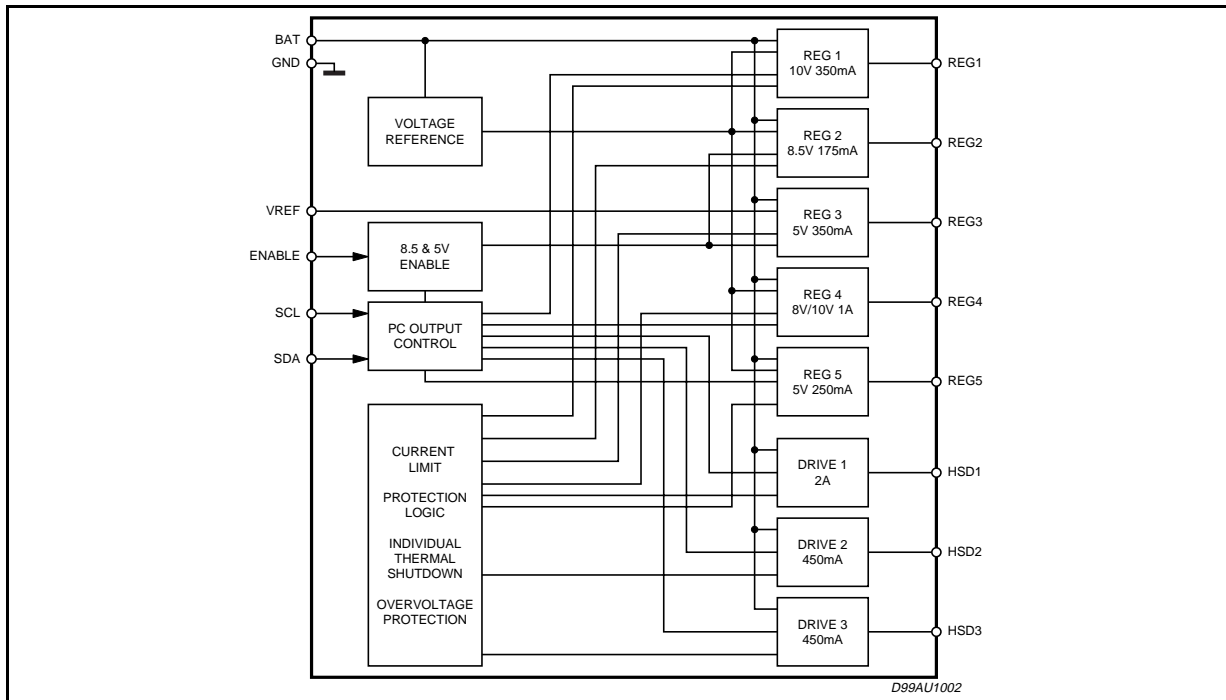 BAT
GND
VREF
ENABLE
SCL
SDA
VOLTAGE
REFERENCE
8.5 & 5V
ENABLE
PC OUTPUT
CONTROL
CURRENT
LIMIT
PROTECTION
LOGIC
INDIVIDUAL
THERMAL
SHUTDOWN
OVERVOLTAGE
PROTECTION
REG 1
10V 350mA
REG1
REG 2
8.5V 175mA
REG2
REG 3
5V 350mA
REG3
REG 4
8V/10V 1A
REG4
REG 5
5V 250mA
REG5
DRIVE 1
2A
HSD1
DRIVE 2
450mA
HSD2
DRIVE 3
450mA
HSD3
D99AU1002